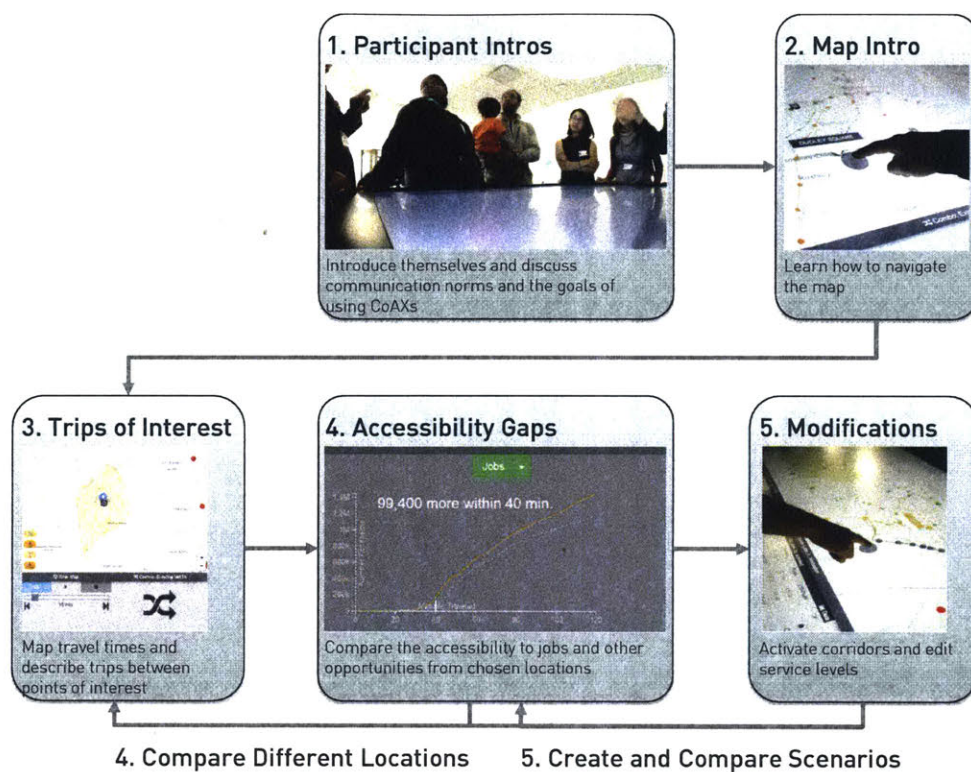 1. Participant Intros
Introduce themselves and discuss
communication norms and the goals of
using CoAXs
2. Map Intro
DUDLEY SQUARE
Learn how to navigate
the map
3. Trips of Interest
Map travel times and
describe trips between
points of interest
4. Accessibility Gaps
Jobs
99,400 more within 40 min.
Compare the accessibility to jobs and other
opportunities from chosen locations
5. Modifications
Activate corridors and edit
service levels
4. Compare Different Locations
5. Create and Compare Scenarios